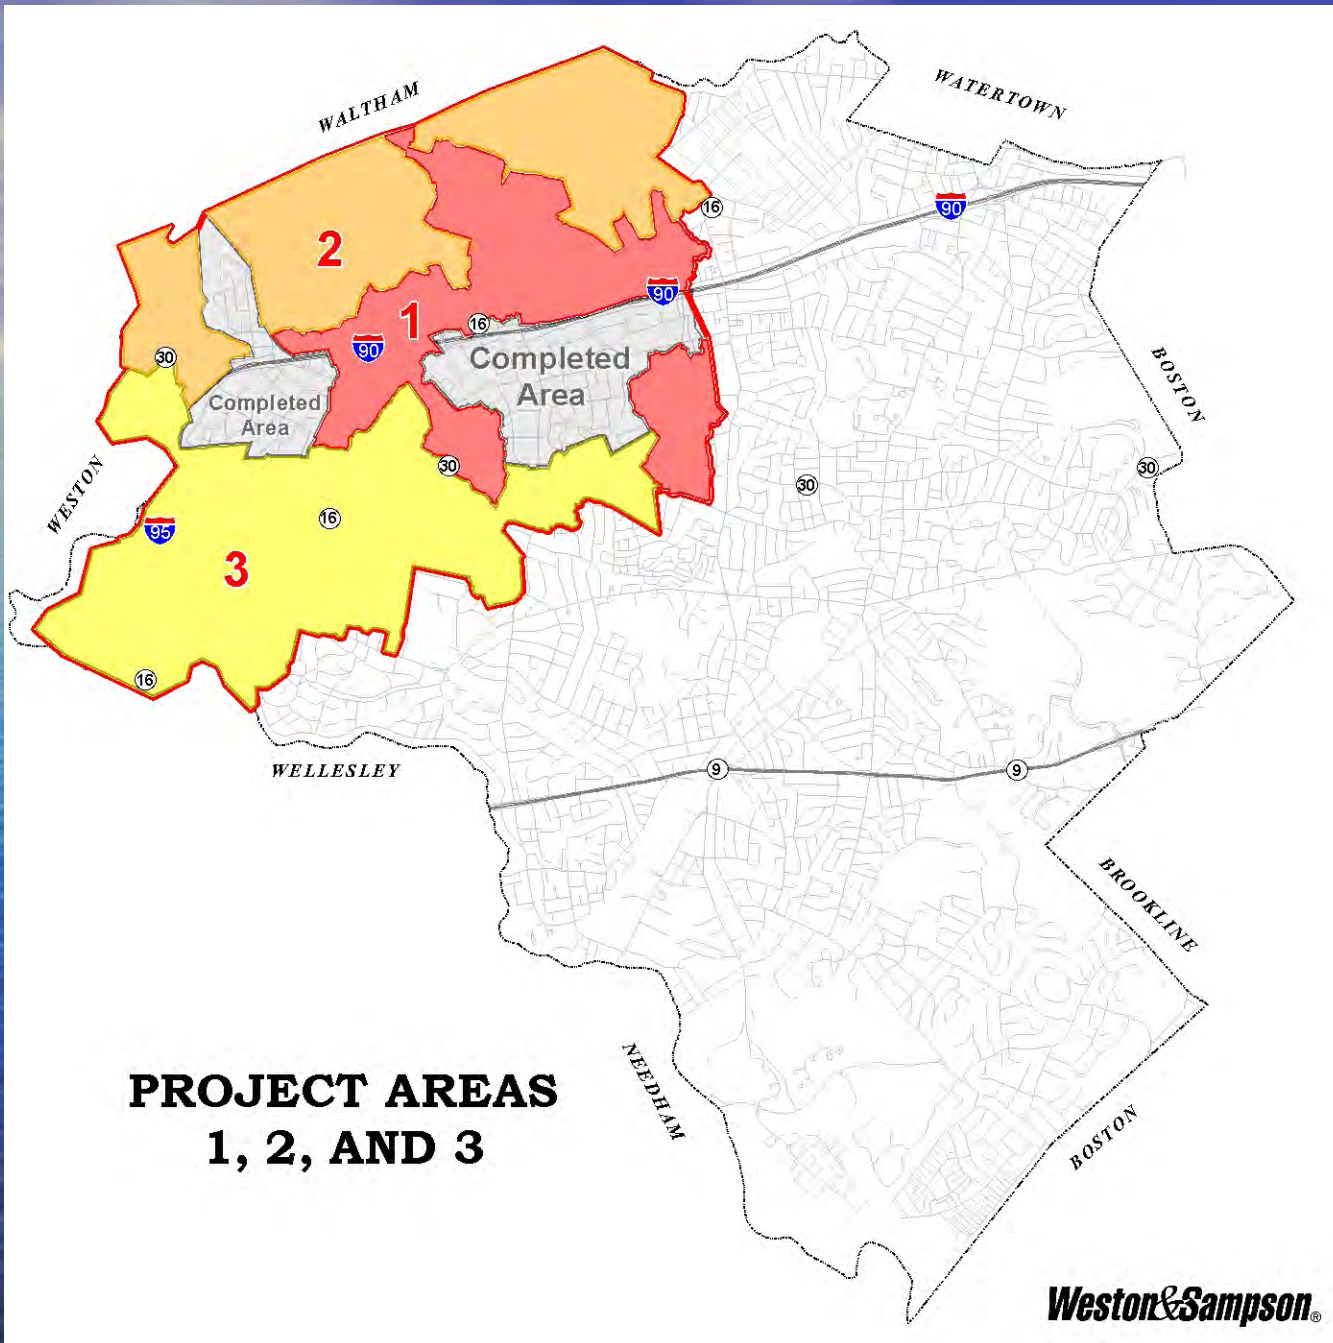 WALTHAM
WATERTOWN
16
90
2
90
1
16
90
30
Completed
Area
BOSTON
Completed
Area
WESTON
30
30
30
16
95
3
16
WELLESLEY
9
9
BROOKLINE
NEEDHAM
PROJECT AREAS
1, 2, AND 3
BOSTON
Weston&Sampson®